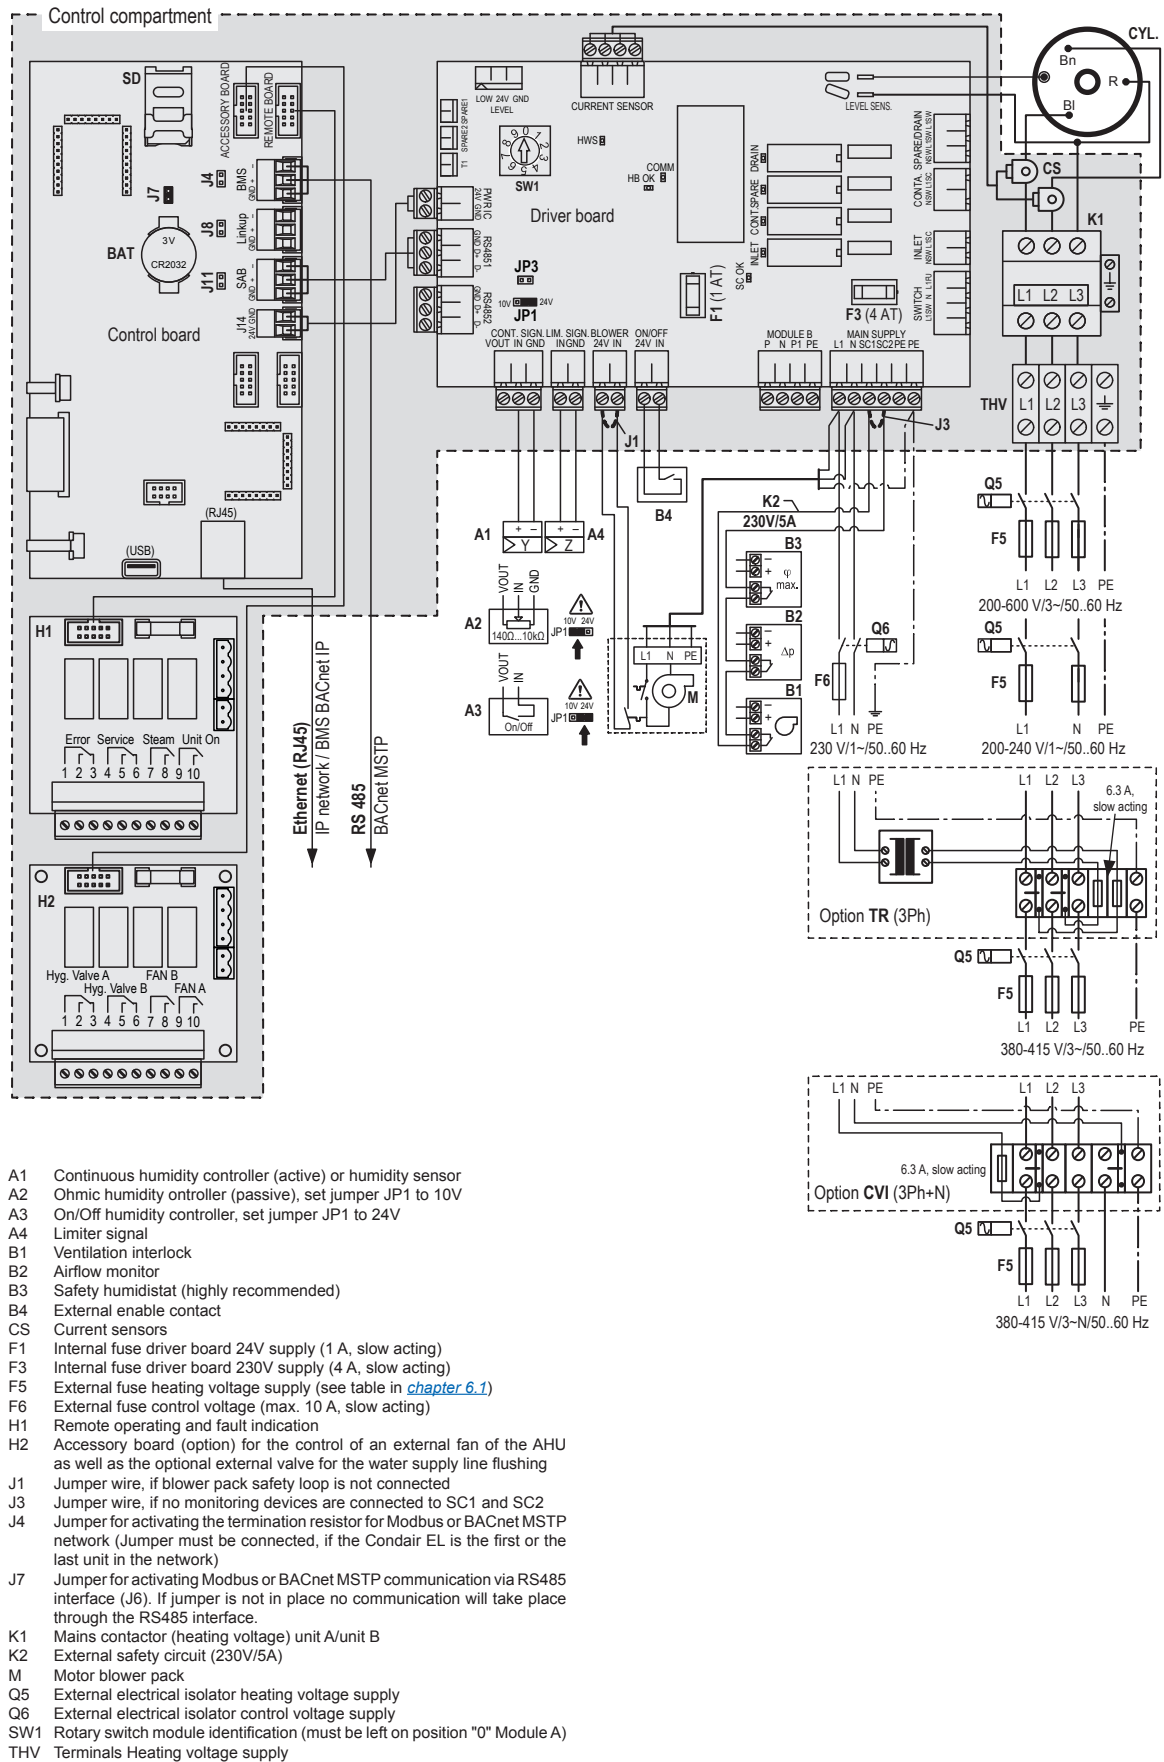 Control compartment
CYL.
Bn
R
Bl
SD
ACCESSORY BOARD
REMOTE BOARD
LOW 24V GND
LEVEL
CURRENT SENSOR
LEVEL SENS.
SPARE1
SPARE2
T1
0 1 2 3 4 5 6 7 8 9
SW1
HWS
COMM
HB OK
DRAIN
SPARE
CONT.
INLET
SPARE/DRAIN
NSW L1SW NSW L1SW
CONTA.
NSW L1SC
INLET
NSW L1SC
SWITCH
L1SW N L1FU
CS
K1
J4
BMS
GND + -
J7
J8
Linkup
GND + -
BAT
3 V
CR2032
J11
SAB
GND + -
J14
24V GND
Control board
PWR IC
24V GND
Driver board
RS4851
GND D+ D-
RS4852
GND D+ D-
JP3
10V 24V
JP1
F1 (1 AT)
SC OK
F3 (4 AT)
L1 L2 L3
CONT. SIGN. LIM. SIGN. BLOWER ON/OFF
VOUT IN GND IN GND 24V IN 24V IN
MODULE B
P N P1 PE
MAIN SUPPLY
L1 N SC1 SC2 PE PE
THV L1 L2 L3
J1
J3
(RJ45)
(USB)
A1
+ -
Y
+ -
Z
A4
B4
K2
230V/5A
B3
- +
φ
max.
B2
- +
Δp
B1
- +
Q5
F5
L1 L2 L3 PE
200-600 V/3~/50..60 Hz
A2
VOUT
IN
GND
140Ω...10kΩ
10V 24V
JP1
A3
VOUT
IN
On/Off
10V 24V
JP1
L1 N PE
M
Q6
F6
L1 N PE
230 V/1~/50..60 Hz
Q5
F5
L1 N PE
200-240 V/1~/50..60 Hz
H1
Error Service Steam Unit On
1 2 3 4 5 6 7 8 9 10
Ethernet (RJ45)
IP network / BMS BACnet IP
RS 485
BACnet MSTP
H2
Hyg. Valve A FAN B
Hyg. Valve B FAN A
1 2 3 4 5 6 7 8 9 10
L1 N PE L1 L2 L3
6.3 A,
slow acting
Option TR (3Ph)
Q5
F5
L1 L2 L3 PE
380-415 V/3~/50..60 Hz
L1 N PE L1 L2 L3
6.3 A, slow acting
Option CVI (3Ph+N)
Q5
F5
L1 L2 L3 N PE
380-415 V/3~N/50..60 Hz
A1 Continuous humidity controller (active) or humidity sensor
A2 Ohmic humidity ontroller (passive), set jumper JP1 to 10V
A3 On/Off humidity controller, set jumper JP1 to 24V
A4 Limiter signal
B1 Ventilation interlock
B2 Airflow monitor
B3 Safety humidistat (highly recommended)
B4 External enable contact
CS Current sensors
F1 Internal fuse driver board 24V supply (1 A, slow acting)
F3 Internal fuse driver board 230V supply (4 A, slow acting)
F5 External fuse heating voltage supply (see table in chapter 6.1)
F6 External fuse control voltage (max. 10 A, slow acting)
H1 Remote operating and fault indication
H2 Accessory board (option) for the control of an external fan of the AHU
as well as the optional external valve for the water supply line flushing
J1 Jumper wire, if blower pack safety loop is not connected
J3 Jumper wire, if no monitoring devices are connected to SC1 and SC2
J4 Jumper for activating the termination resistor for Modbus or BACnet MSTP
network (Jumper must be connected, if the Condair EL is the first or the
last unit in the network)
J7 Jumper for activating Modbus or BACnet MSTP communication via RS485
interface (J6). If jumper is not in place no communication will take place
through the RS485 interface.
K1 Mains contactor (heating voltage) unit A/unit B
K2 External safety circuit (230V/5A)
M Motor blower pack
Q5 External electrical isolator heating voltage supply
Q6 External electrical isolator control voltage supply
SW1 Rotary switch module identification (must be left on position "0" Module A)
THV Terminals Heating voltage supply